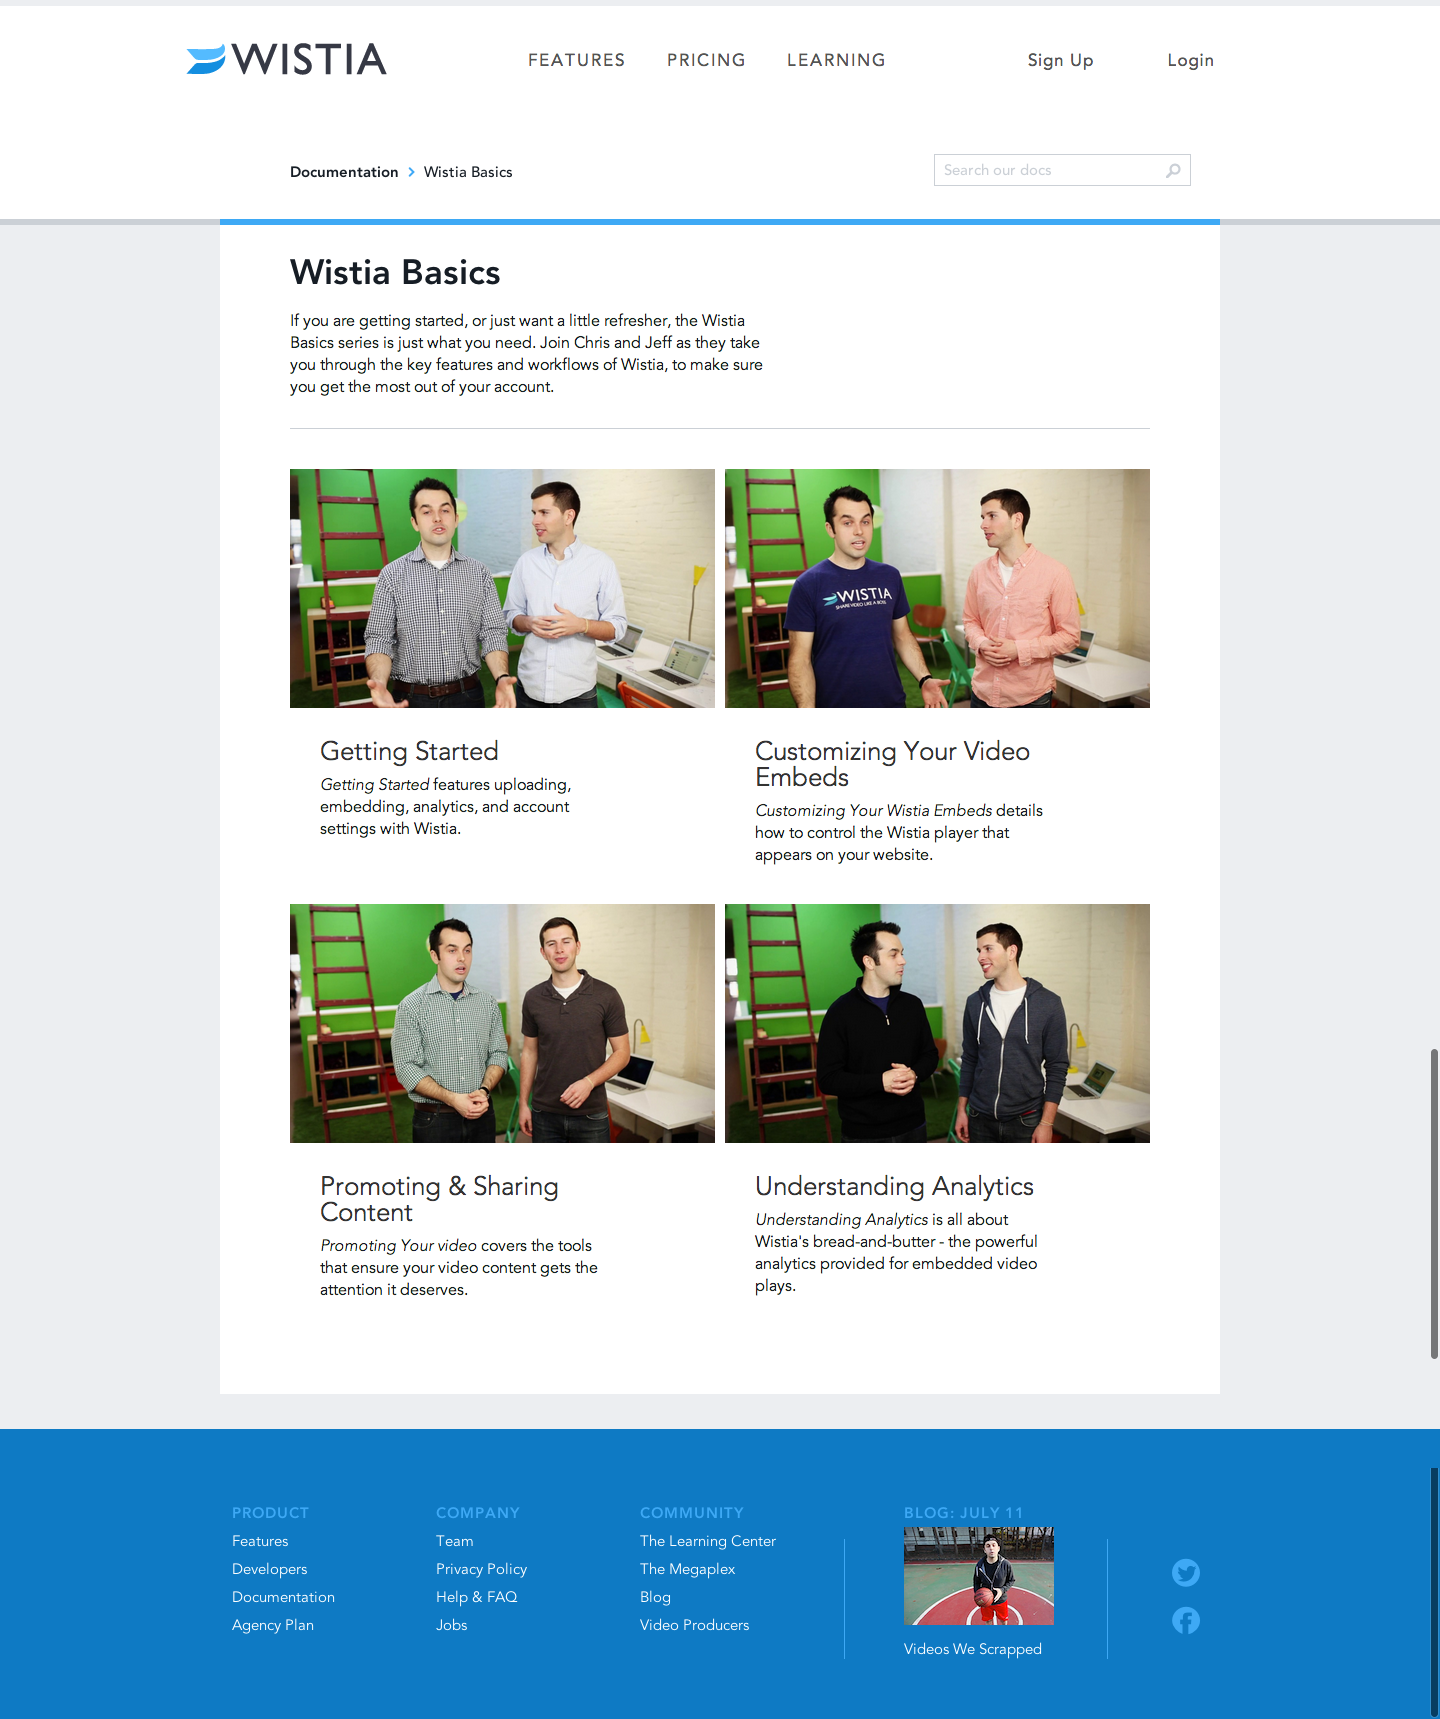 WISTIA
FEATURES PRICING LEARNING Sign Up Login
Documentation Wistia Basics
Search our docs
Wistia Basics
If you are getting started, or just want a little refresher, the Wistia
Basics series is just what you need. Join Chris and Jeff as they take
you through the key features and workflows of Wistia, to make sure
you get the most out of your account.
WISTIA
SHARE VIDEO LIKE A BOSS
Getting Started
Getting Started features uploading,
embedding, analytics, and account
settings with Wistia.
Customizing Your Video
Embeds
Customizing Your Wistia Embeds details
how to control the Wistia player that
appears on your website.
Promoting & Sharing
Content
Promoting Your video covers the tools
that ensure your video content gets the
attention it deserves.
Understanding Analytics
Understanding Analytics is all about
Wistia's bread-and-butter - the powerful
analytics provided for embedded video
plays.
PRODUCT
Features
Developers
Documentation
Agency Plan
COMPANY
Team
Privacy Policy
Help & FAQ
Jobs
COMMUNITY
The Learning Center
The Megaplex
Blog
Video Producers
BLOG: JULY 11
Videos We Scrapped